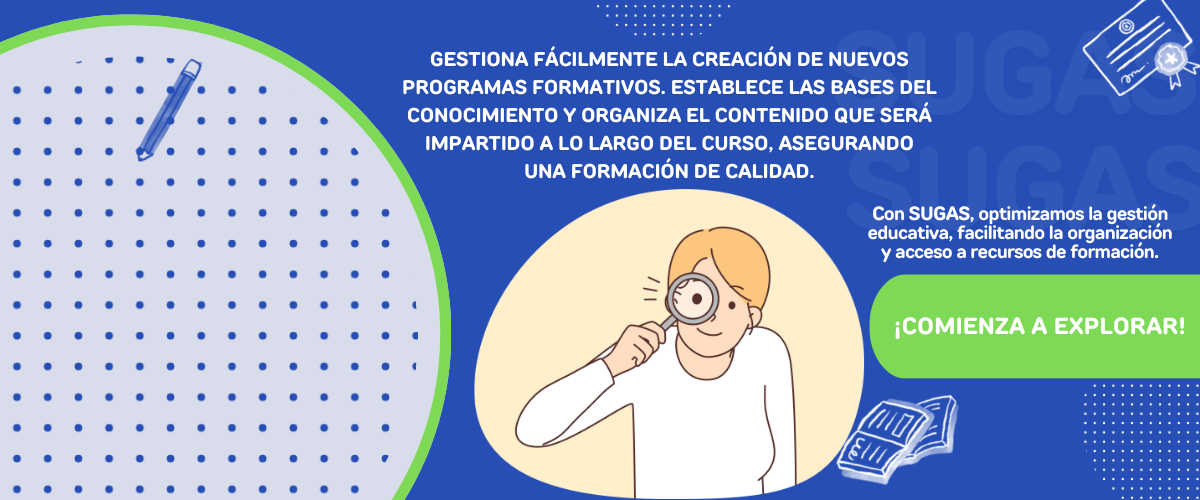 GESTIONA FÁCILMENTE LA CREACIÓN DE NUEVOS
PROGRAMAS FORMATIVOS. ESTABLECE LAS BASES DEL
CONOCIMIENTO Y ORGANIZA EL CONTENIDO QUE SERÁ
IMPARTIDO A LO LARGO DEL CURSO, ASEGURANDO
UNA FORMACIÓN DE CALIDAD.
SUGAS
SUGAS
Con SUGAS, optimizamos la gestión
educativa, facilitando la organización
y acceso a recursos de formación.
¡COMIENZA A EXPLORAR!